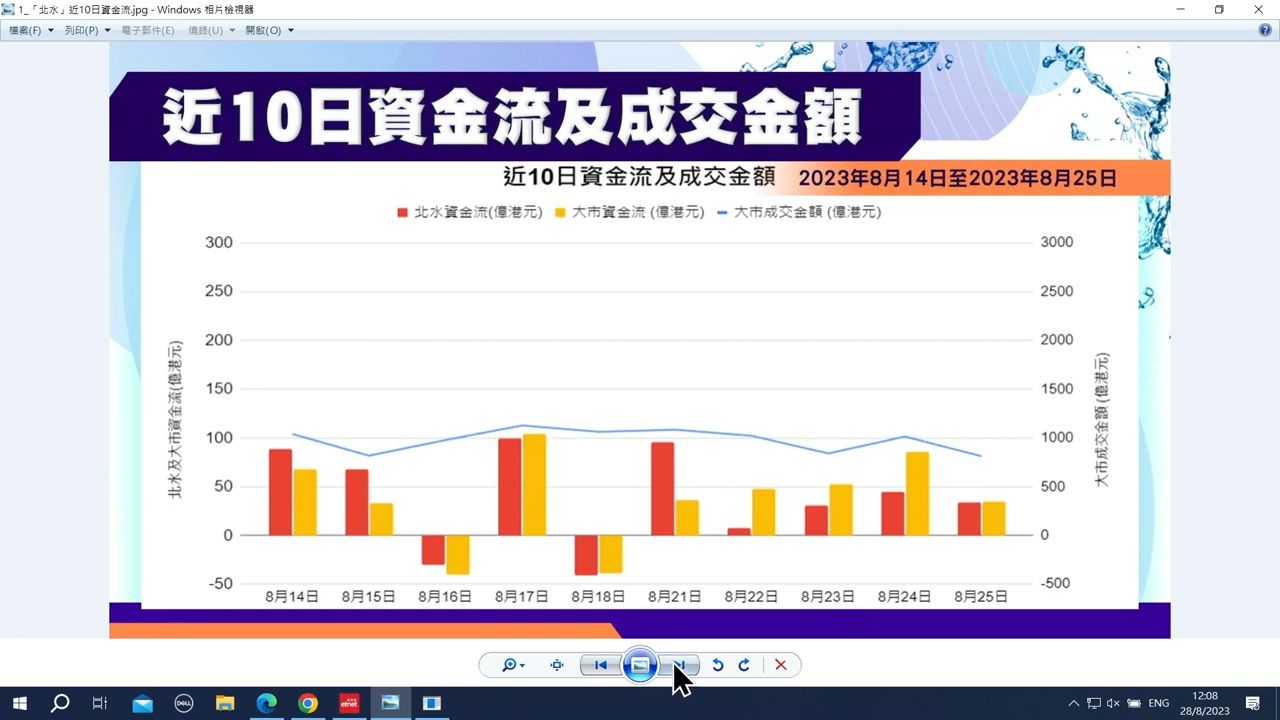 1_「北水」近10日資金流.jpg - Windows 相片檢視器
檔案(F) 列印(P) 電子郵件(E) 燒錄(U) 開啟(O)
近10日資金流及成交金額
近10日資金流及成交金額 2023年8月14日至2023年8月25日
北水資金流(億港元) 大市資金流 (億港元) 大市成交金額 (億港元)
300 3000
250 2500
200 2000
150 1500
100 1000
50 500
0 0
-50 -500
北水及大市資金流(億港元)
大市成交金額 (億港元)
8月14日 8月15日 8月16日 8月17日 8月18日 8月21日 8月22日 8月23日 8月24日 8月25日
DELL
etnet
ENG
12:08
28/8/2023